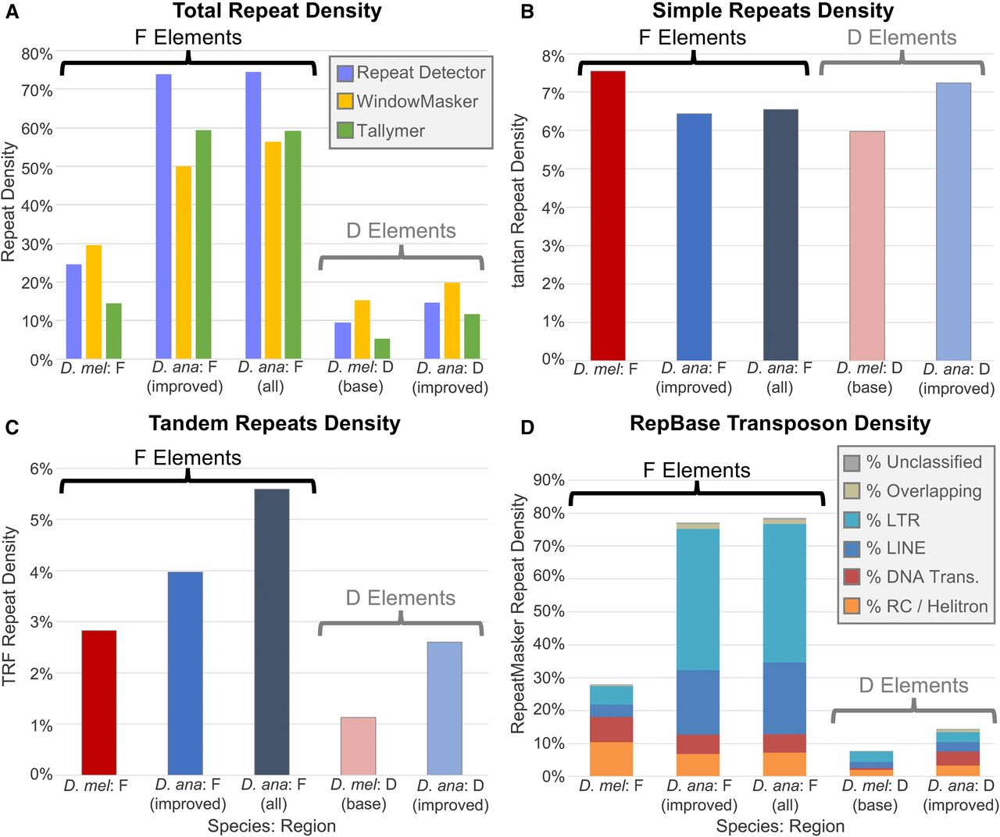 A
Total Repeat Density
F Elements
80%
70%
60%
50%
40%
30%
20%
10%
0%
Repeat Density
Repeat Detector
WindowMasker
Tallymer
D Elements
D. mel: F
D. ana: F
(improved)
D. ana: F
(all)
D. mel: D
(base)
D. ana: D
(improved)
B
Simple Repeats Density
F Elements
D Elements
8%
7%
6%
5%
4%
3%
2%
1%
0%
tantan Repeat Density
D. mel: F
D. ana: F
(improved)
D. ana: F
(all)
D. mel: D
(base)
D. ana: D
(improved)
C
Tandem Repeats Density
F Elements
6%
5%
4%
3%
2%
1%
0%
TRF Repeat Density
D Elements
D. mel: F
D. ana: F
(improved)
D. ana: F
(all)
D. mel: D
(base)
D. ana: D
(improved)
Species: Region
D
RepBase Transposon Density
F Elements
90%
80%
70%
60%
50%
40%
30%
20%
10%
0%
RepeatMasker Repeat Density
% Unclassified
% Overlapping
% LTR
% LINE
% DNA Trans.
% RC / Helitron
D Elements
D. mel: F
D. ana: F
(improved)
D. ana: F
(all)
D. mel: D
(base)
D. ana: D
(improved)
Species: Region